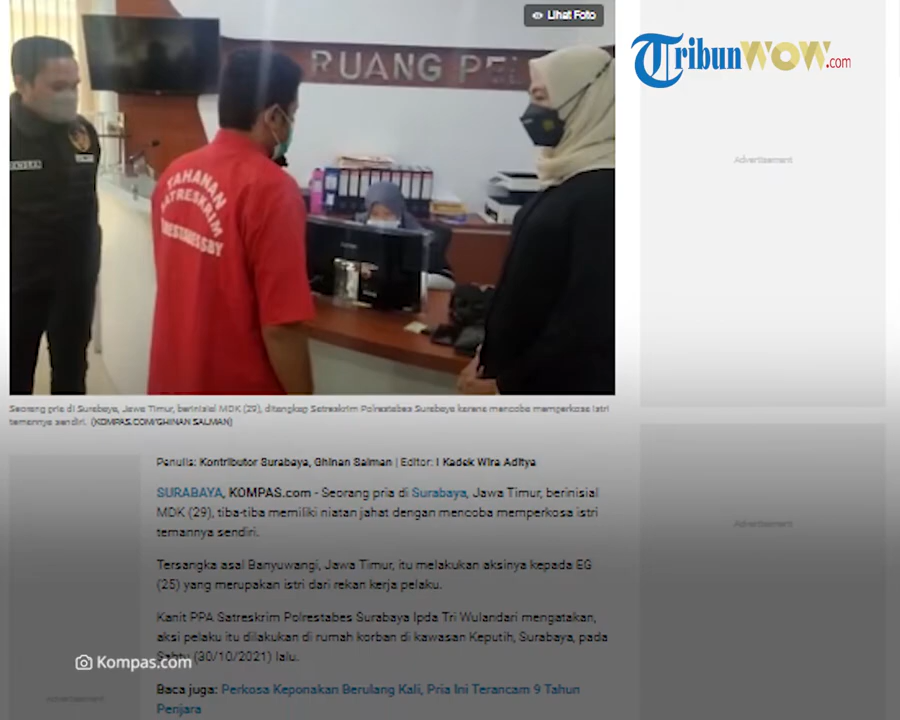 Lihat Foto
TribunWOW.com
RUANG PEL
TAHANAN
SATRESKRIM
Advertisement
Seorang pria di Surabaya, Jawa Timur, berinisial MDK (29), ditangkap Satreskrim Polrestabes Surabaya karena mencoba memperkosa istri
temannya sendiri. (KOMPAS.COM/GHINAN SALMAN)
Penulis: Kontributor Surabaya, Ghinan Salman | Editor: I Kadek Wira Aditya
SURABAYA, KOMPAS.com - Seorang pria di Surabaya, Jawa Timur, berinisial
MDK (29), tiba-tiba memiliki niatan jahat dengan mencoba memperkosa istri
temannya sendiri.
Advertisement
Tersangka asal Banyuwangi, Jawa Timur, itu melakukan aksinya kepada EG
(25) yang merupakan istri dari rekan kerja pelaku.
Kanit PPA Satreskrim Polrestabes Surabaya Ipda Tri Wulandari mengatakan,
aksi pelaku itu dilakukan di rumah korban di kawasan Keputih, Surabaya, pada
Sabtu (30/10/2021) lalu.
Kompas.com
Baca juga: Perkosa Keponakan Berulang Kali, Pria Ini Terancam 9 Tahun
Penjara
Advertisement